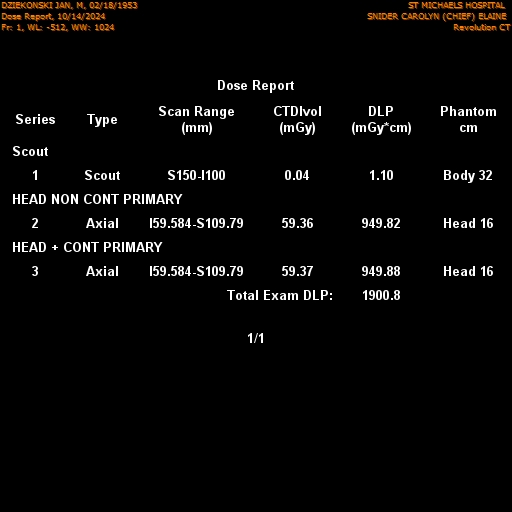 DZIEKONSKI JAN, M, 02/18/1953
Dose Report, 10/14/2024
Fr: 1, WL: -512, WW: 1024
ST MICHAELS HOSPITAL
SNIDER CAROLYN (CHIEF) ELAINE
Revolution CT
Dose Report
Series Type Scan Range (mm) CTDIvol (mGy) DLP (mGy*cm) Phantom cm
Scout
1 Scout S150-I100 0.04 1.10 Body 32
HEAD NON CONT PRIMARY
2 Axial I59.584-S109.79 59.36 949.82 Head 16
HEAD + CONT PRIMARY
3 Axial I59.584-S109.79 59.37 949.88 Head 16
Total Exam DLP: 1900.8
1/1